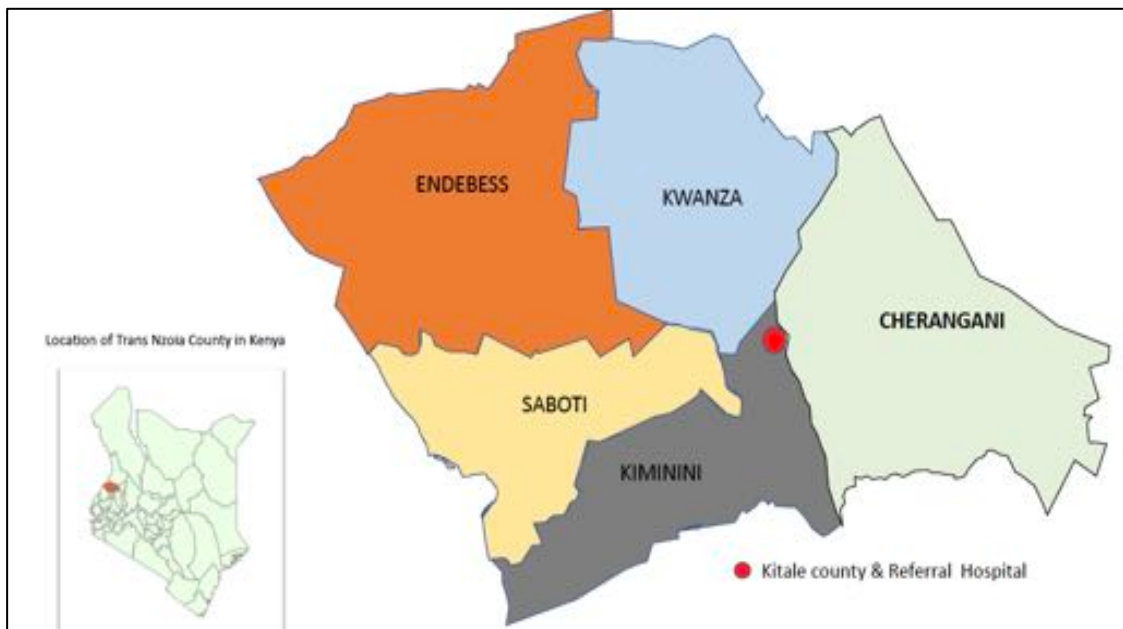 ENDEBESS
KWANZA
CHERANGANI
Location of Trans Nzoia County in Kenya
SABOTI
KIMININI
Kitale county & Referral Hospital